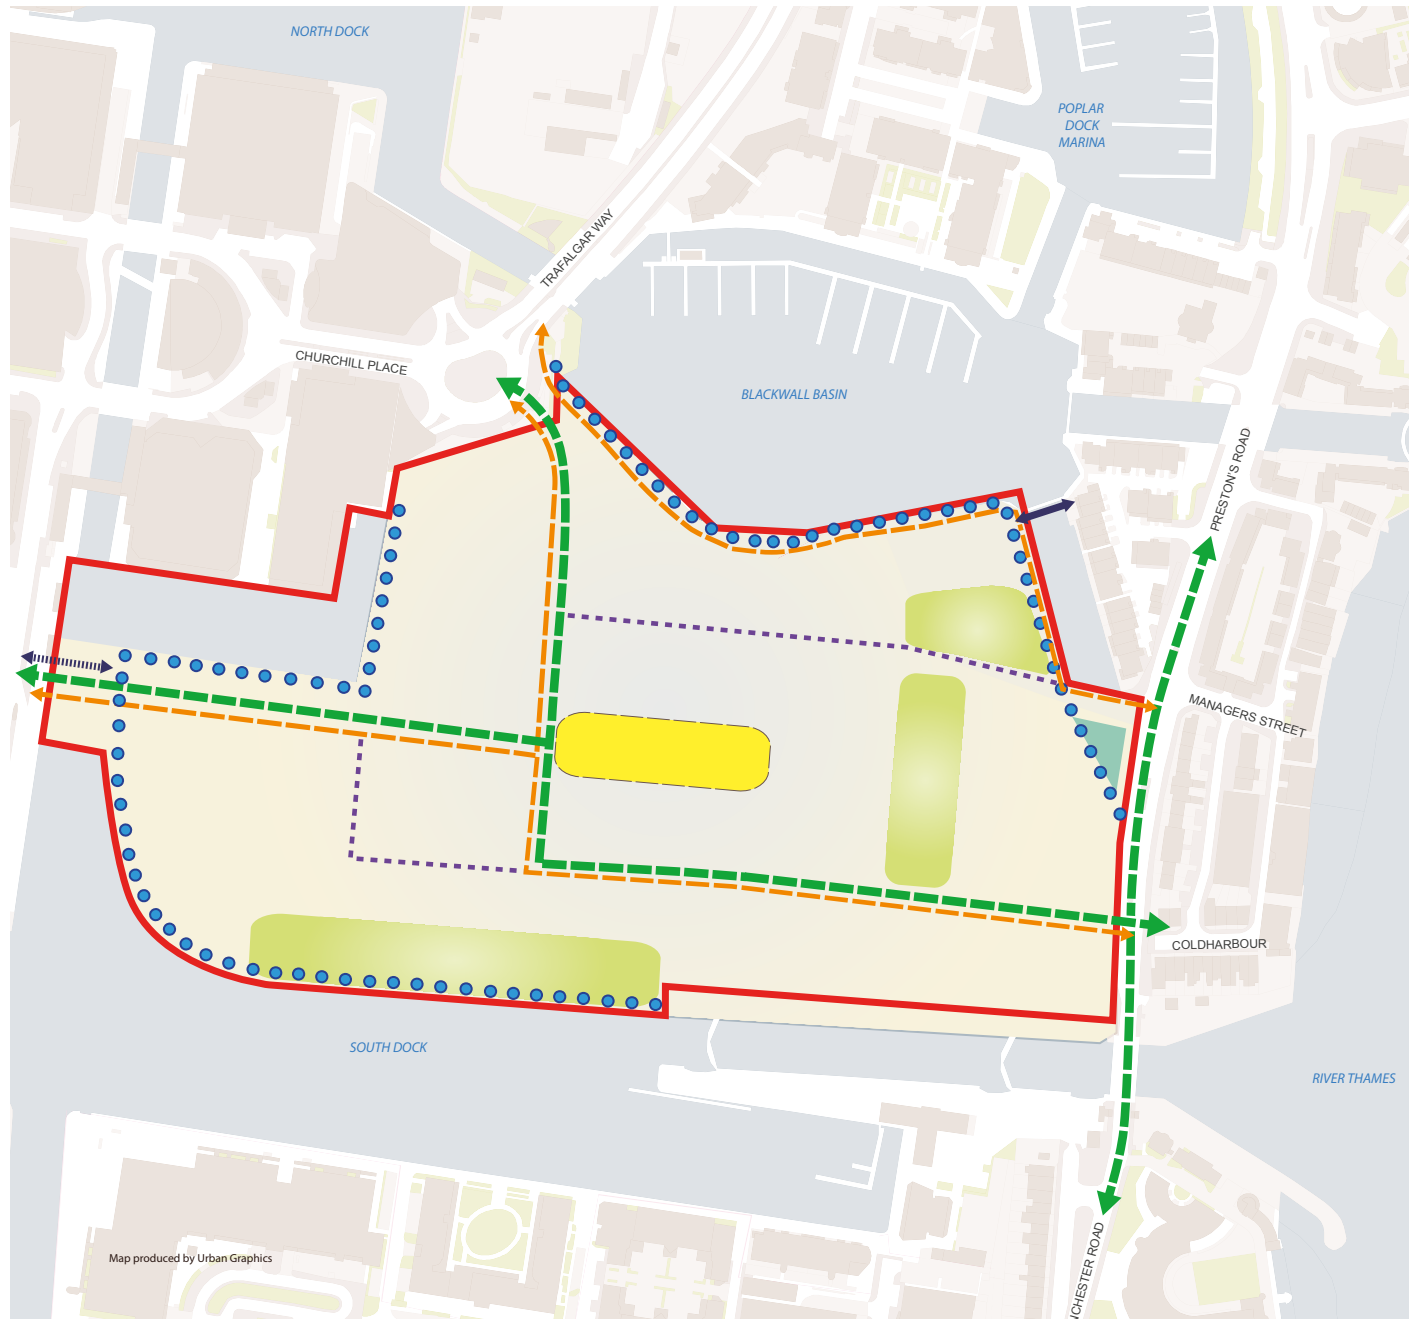 NORTH DOCK
POPLAR
DOCK
MARINA
TRAFALGAR WAY
CHURCHILL PLACE
BLACKWALL BASIN
PRESTON'S ROAD
MANAGERS STREET
COLDHARBOUR
SOUTH DOCK
RIVER THAMES
NCHESTER ROAD
Map produced by Urban Graphics